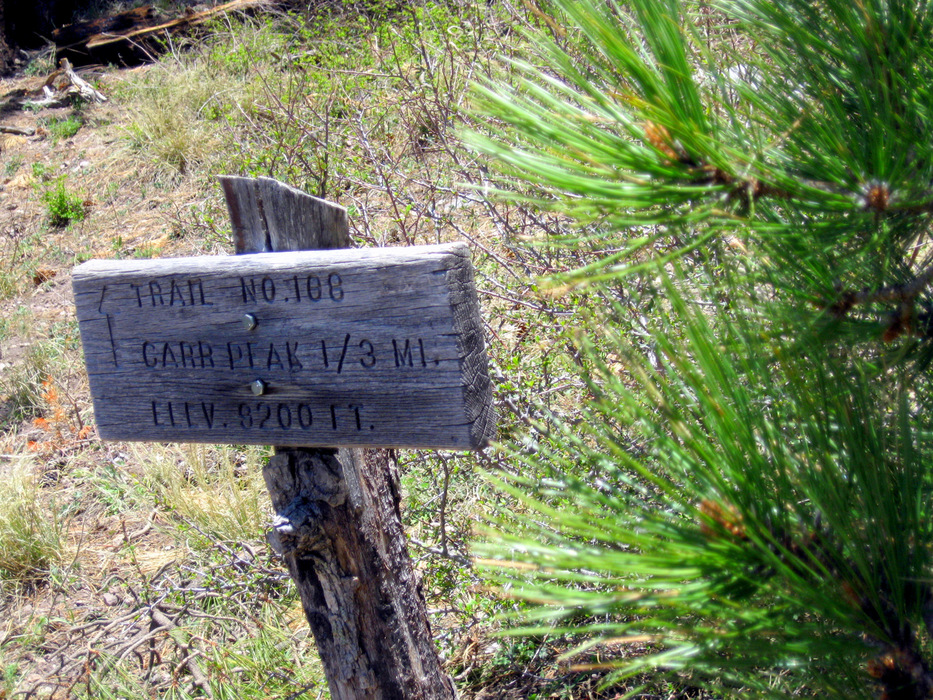 TRAIL NO.108
CARR PEAK 1/3 MI.
ELEV. 9200 FT.